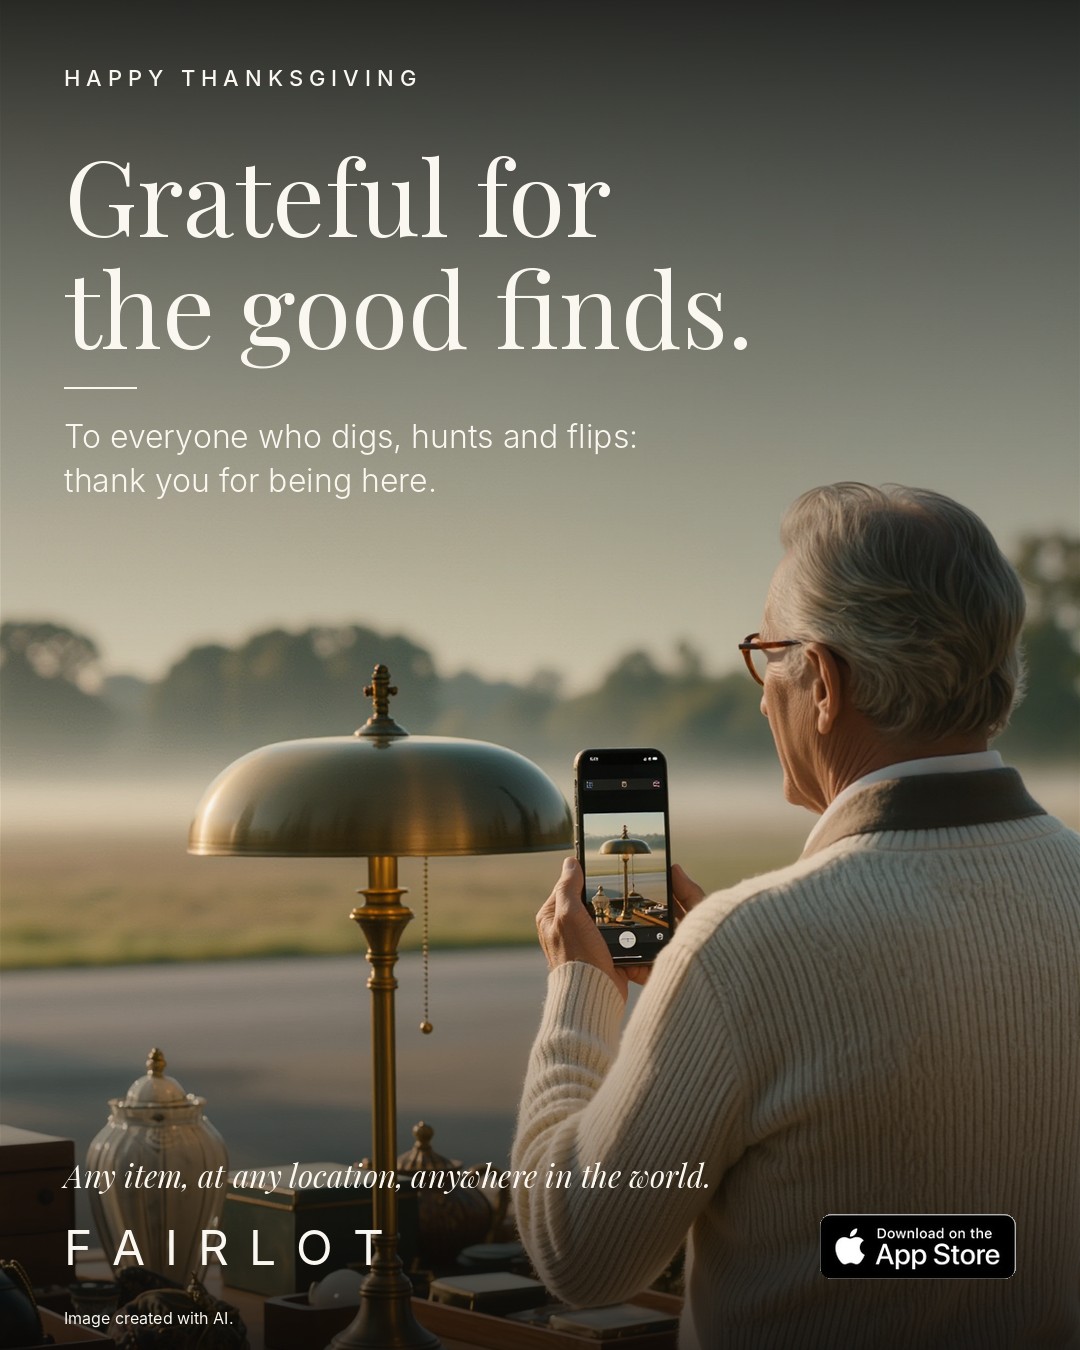 HAPPY THANKSGIVING
Grateful for
the good finds.
To everyone who digs, hunts and flips:
thank you for being here.
Any item, at any location, anywhere in the world.
FAIRLOT
Download on the
App Store
Image created with AI.